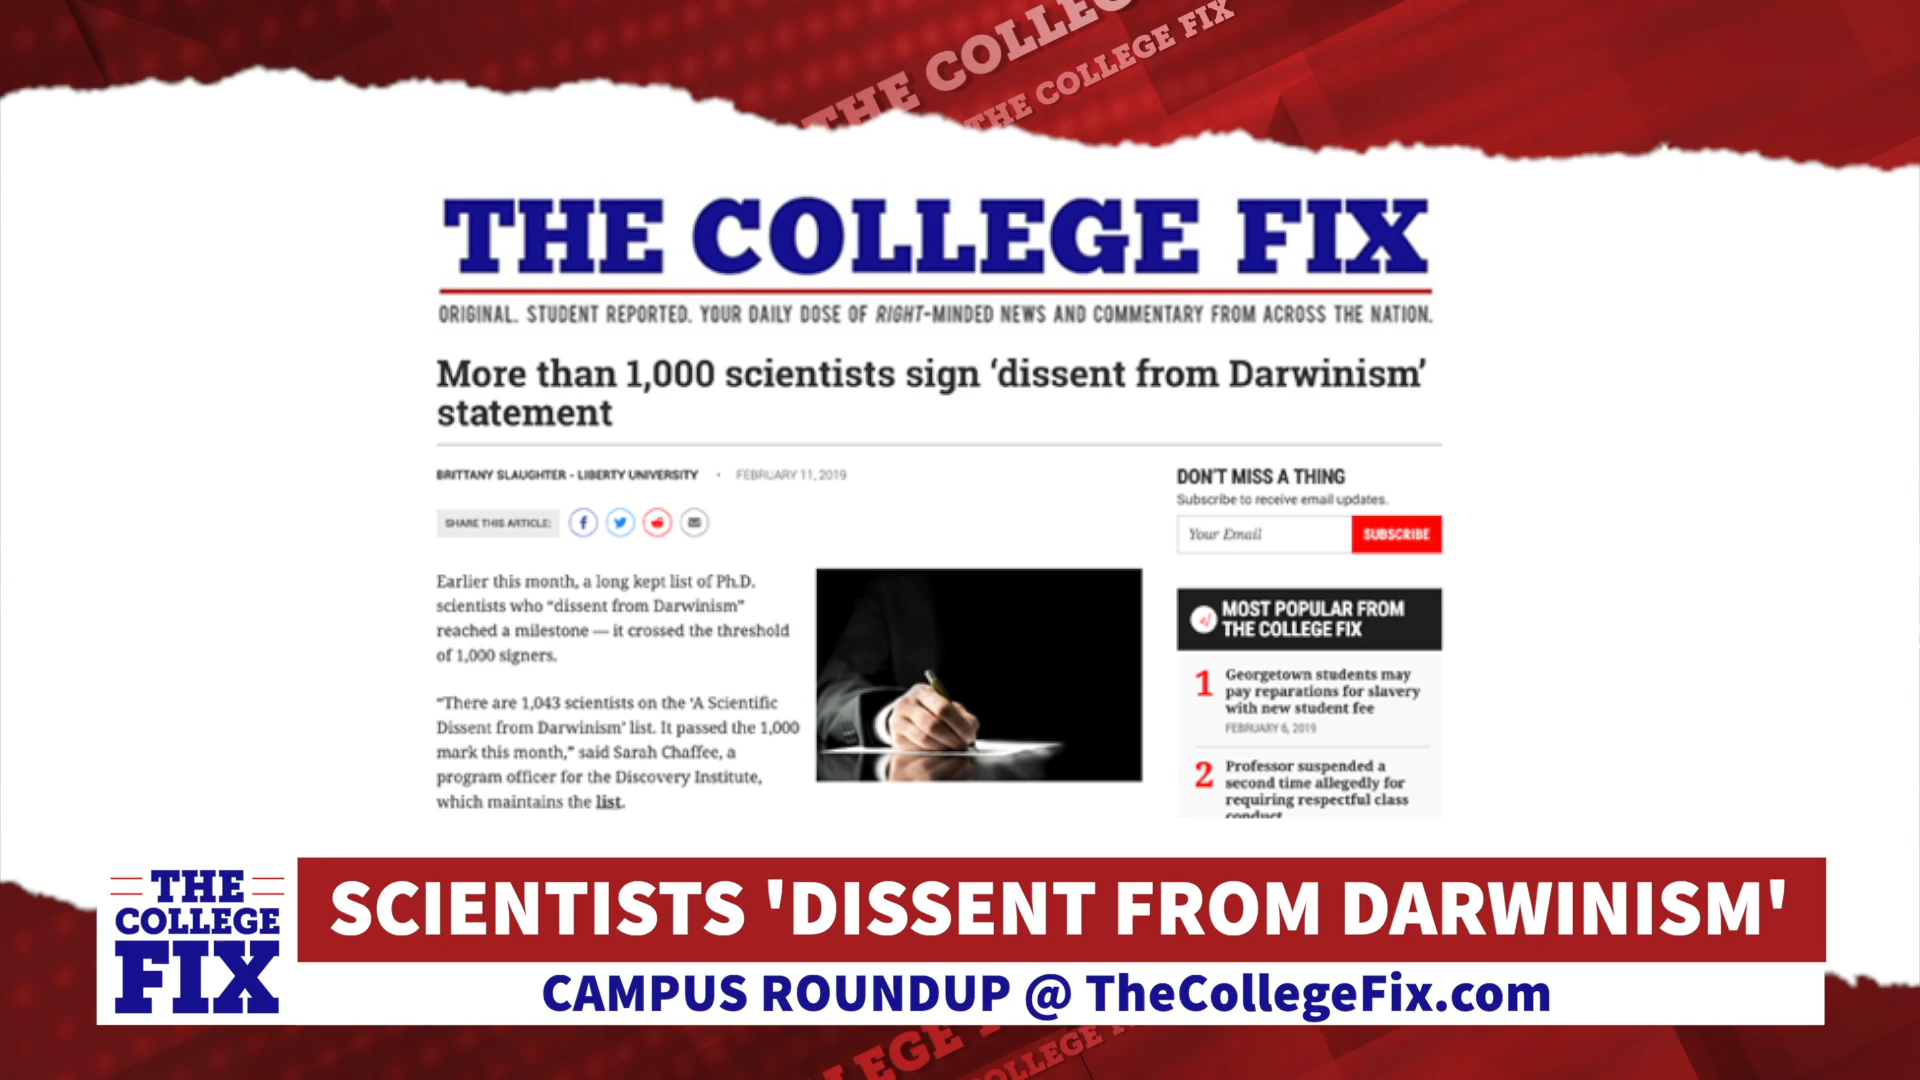 THE COLLEG
THE COLLEGE FIX
THE COLLEGE FIX
ORIGINAL. STUDENT REPORTED. YOUR DAILY DOSE OF RIGHT-MINDED NEWS AND COMMENTARY FROM ACROSS THE NATION.
More than 1,000 scientists sign ‘dissent from Darwinism’
statement
BRITTANY SLAUGHTER - LIBERTY UNIVERSITY • FEBRUARY 11, 2019
SHARE THIS ARTICLE:
Earlier this month, a long kept list of Ph.D.
scientists who “dissent from Darwinism”
reached a milestone — it crossed the threshold
of 1,000 signers.
“There are 1,043 scientists on the ‘A Scientific
Dissent from Darwinism’ list. It passed the 1,000
mark this month,” said Sarah Chaffee, a
program officer for the Discovery Institute,
which maintains the list.
DON'T MISS A THING
Subscribe to receive email updates.
Your Email SUBSCRIBE
MOST POPULAR FROM
THE COLLEGE FIX
1 Georgetown students may
pay reparations for slavery
with new student fee
FEBRUARY 6, 2019
2 Professor suspended a
second time allegedly for
requiring respectful class
conduct
THE
COLLEGE
FIX
SCIENTISTS 'DISSENT FROM DARWINISM'
CAMPUS ROUNDUP @ TheCollegeFix.com
LEGE
OLLEGE